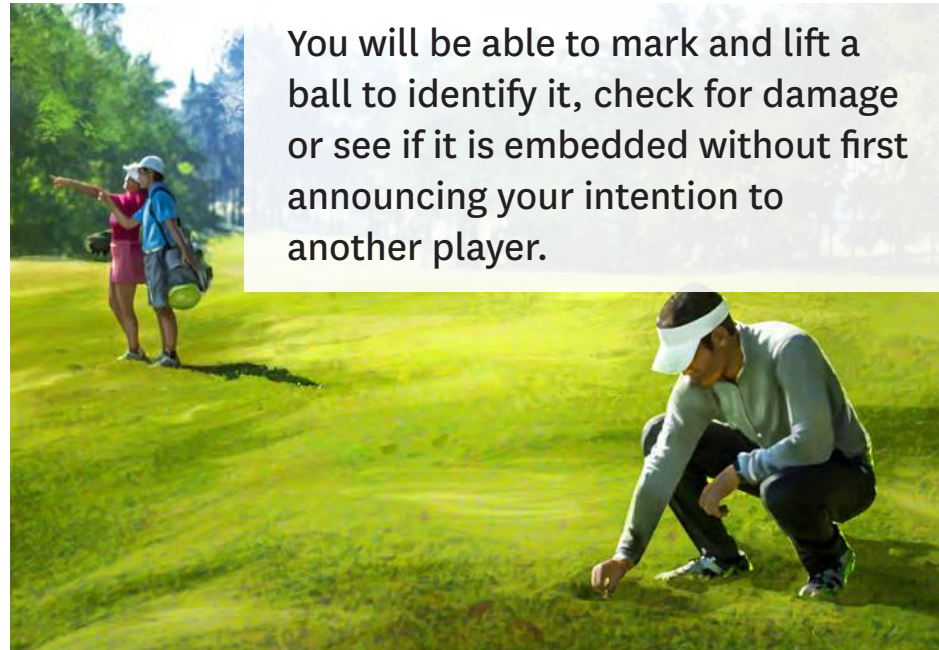 You will be able to mark and lift a
ball to identify it, check for damage
or see if it is embedded without first
announcing your intention to
another player.